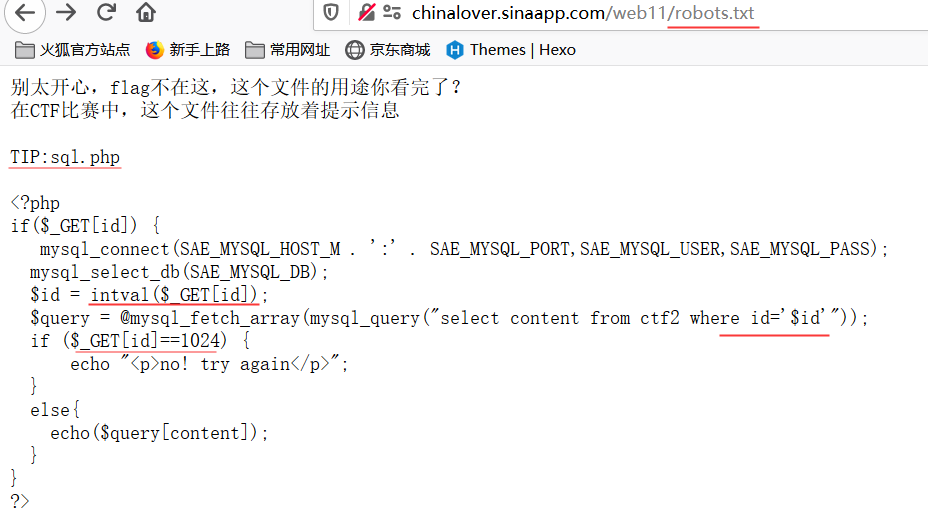 chinalover.sinaapp.com/web11/robots.txt
火狐官方站点 新手上路 常用网址 京东商城 Themes | Hexo
别太开心，flag不在这，这个文件的用途你看完了？
在CTF比赛中，这个文件往往存放着提示信息
TIP:sql.php
<?php
if($_GET[id]) {
mysql_connect(SAE_MYSQL_HOST_M . ':' . SAE_MYSQL_PORT,SAE_MYSQL_USER,SAE_MYSQL_PASS);
mysql_select_db(SAE_MYSQL_DB);
$id = intval($_GET[id]);
$query = @mysql_fetch_array(mysql_query("select content from ctf2 where id='$id'"));
if ($_GET[id]==1024) {
echo "<p>no! try again</p>";
}
else{
echo($query[content]);
}
}
?>